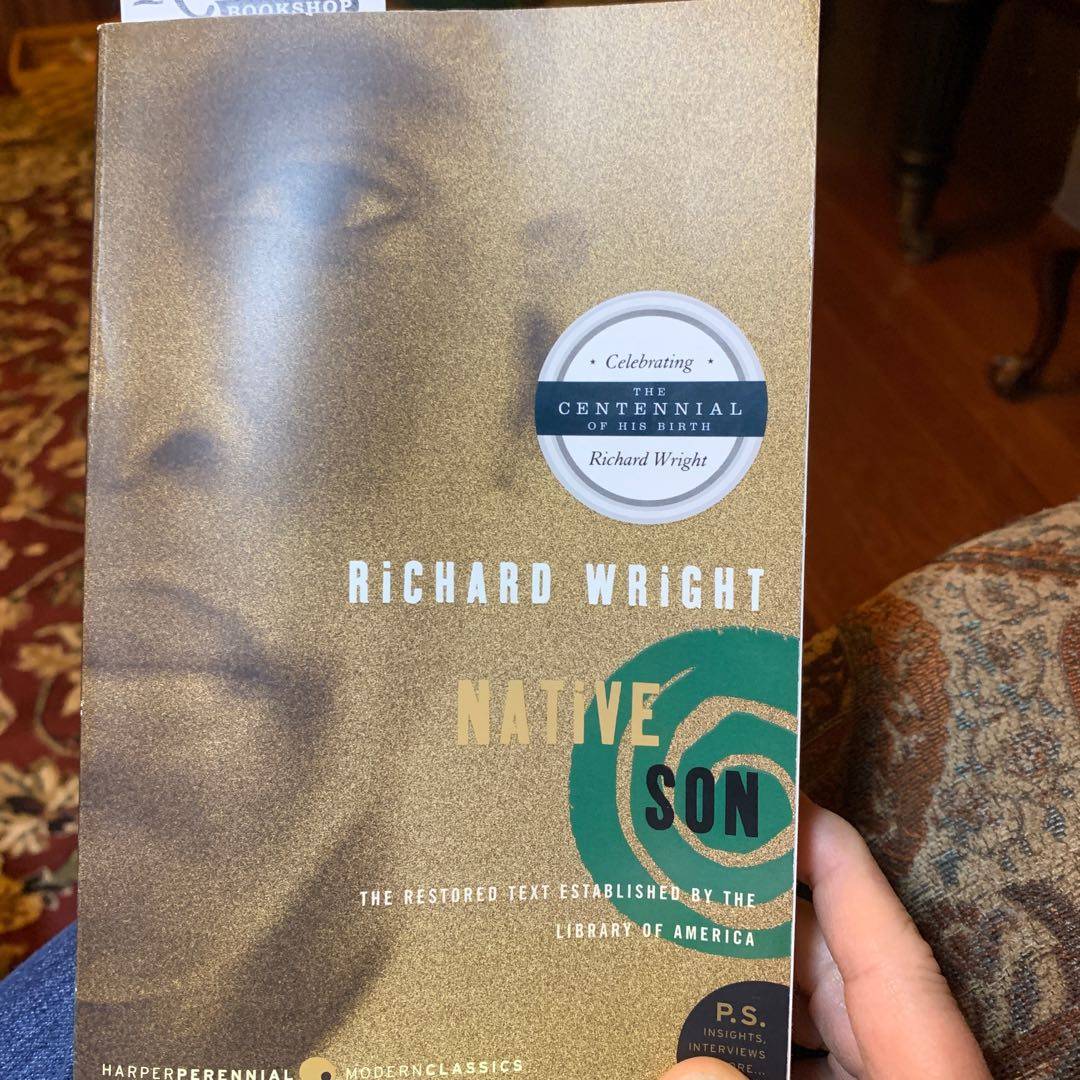 BOOKSHOP
Celebrating
THE
CENTENNIAL
OF HIS BIRTH
Richard Wright
RiCHARD WRiGHT
NATiVE
SON
THE RESTORED TEXT ESTABLISHED BY THE
LIBRARY OF AMERICA
P.S.
INSIGHTS,
INTERVIEWS
HARPERPERENNIAL MODERNCLASSICS